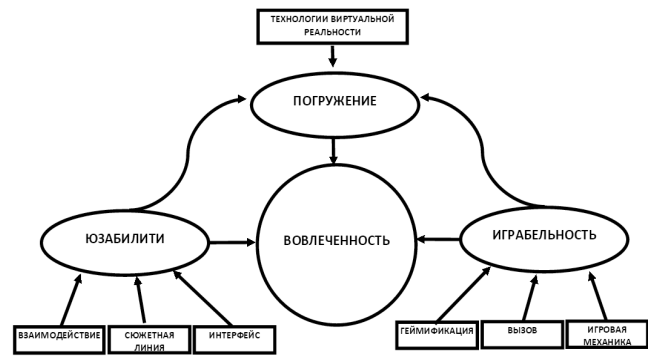 ТЕХНОЛОГИИ ВИРТУАЛЬНОЙ
РЕАЛЬНОСТИ
ПОГРУЖЕНИЕ
ЮЗАБИЛИТИ
ВОВЛЕЧЕННОСТЬ
ИГРАБЕЛЬНОСТЬ
ВЗАИМОДЕЙСТВИЕ
СЮЖЕТНАЯ
ЛИНИЯ
ИНТЕРФЕЙС
ГЕЙМИФИКАЦИЯ
ВЫЗОВ
ИГРОВАЯ
МЕХАНИКА